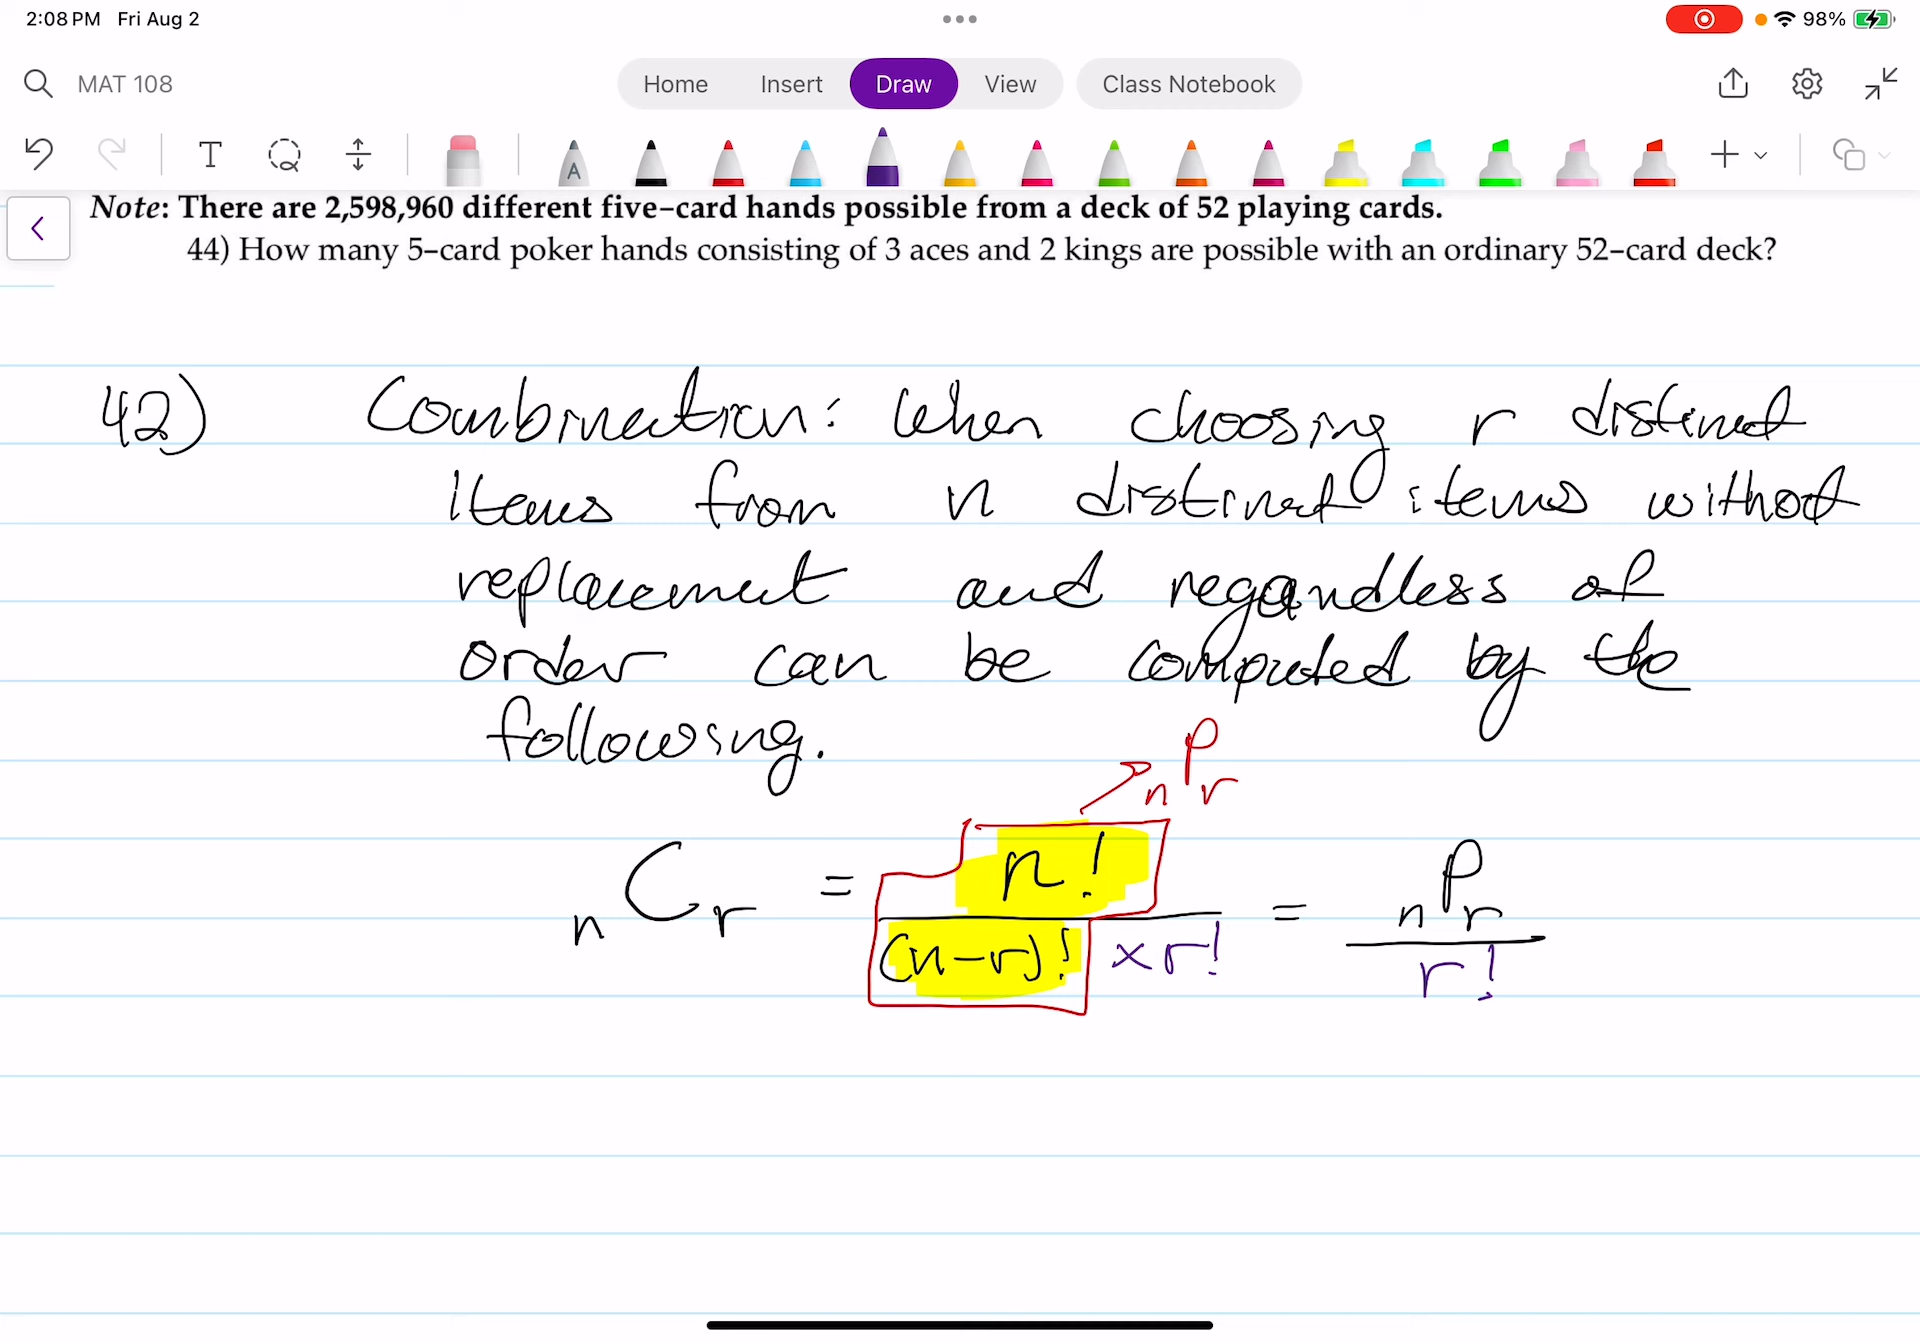 2:08 PM Fri Aug 2
98%
MAT 108
Home Insert Draw View Class Notebook
T A
Note: There are 2,598,960 different five-card hands possible from a deck of 52 playing cards.
44) How many 5-card poker hands consisting of 3 aces and 2 kings are possible with an ordinary 52-card deck?
42) Combination: When choosing r distinct
items from n distinct items without
replacement and regardless of
order can be computed by the
following.
nPr
nCr = n! / (n-r)! x r! = nPr / r!